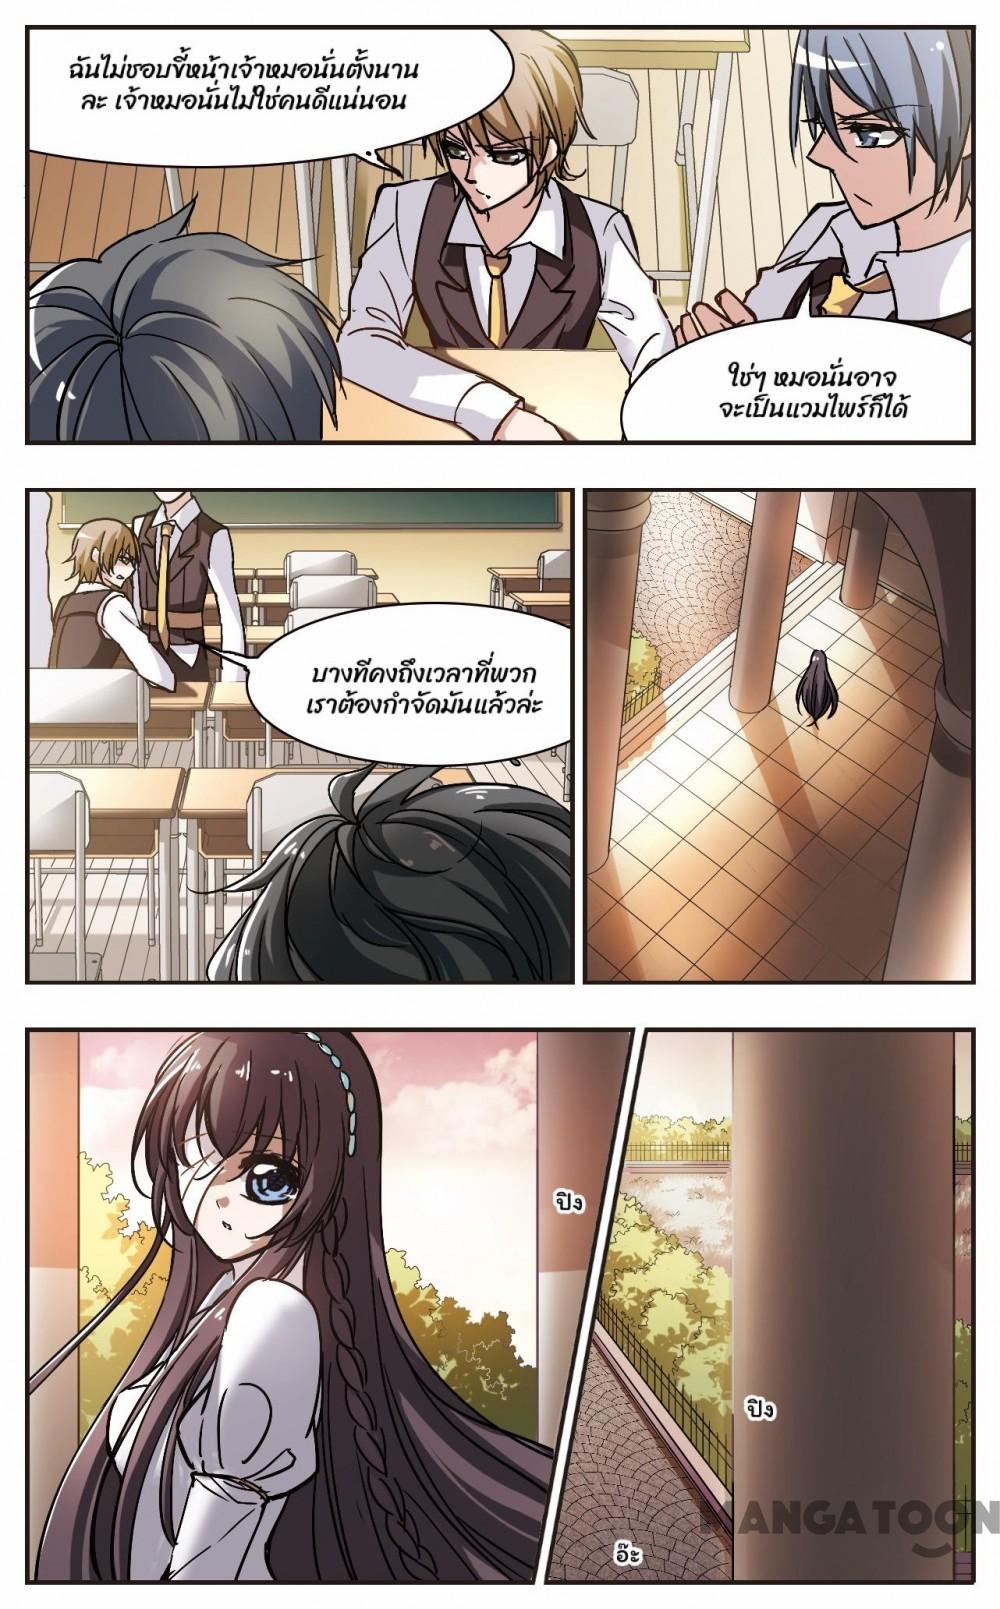 ฉันไม่ชอบขี้หน้าเจ้าหมอนั่นตั้งนาน
ละ เจ้าหมอนั่นไม่ใช่คนดีแน่นอน
ใช่ๆ หมอนั่นอาจ
จะเป็นแวมไพร์ก็ได้
บางทีคงถึงเวลาที่พวก
เราต้องกำจัดมันแล้วล่ะ
ปิง
ปิง
อ๊ะ
MANGATOON